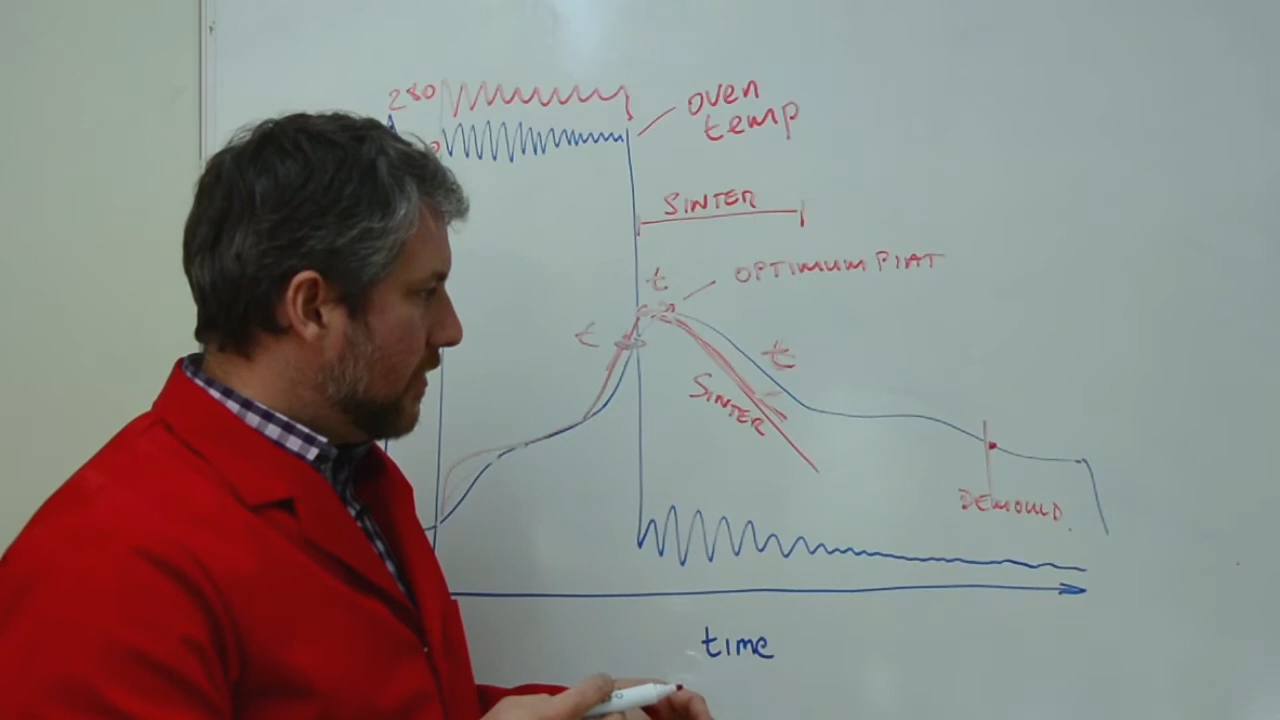 280
oven
temp
SINTER
t
OPTIMUM PIAT
t
t
SINTER
DEMOULD.
time